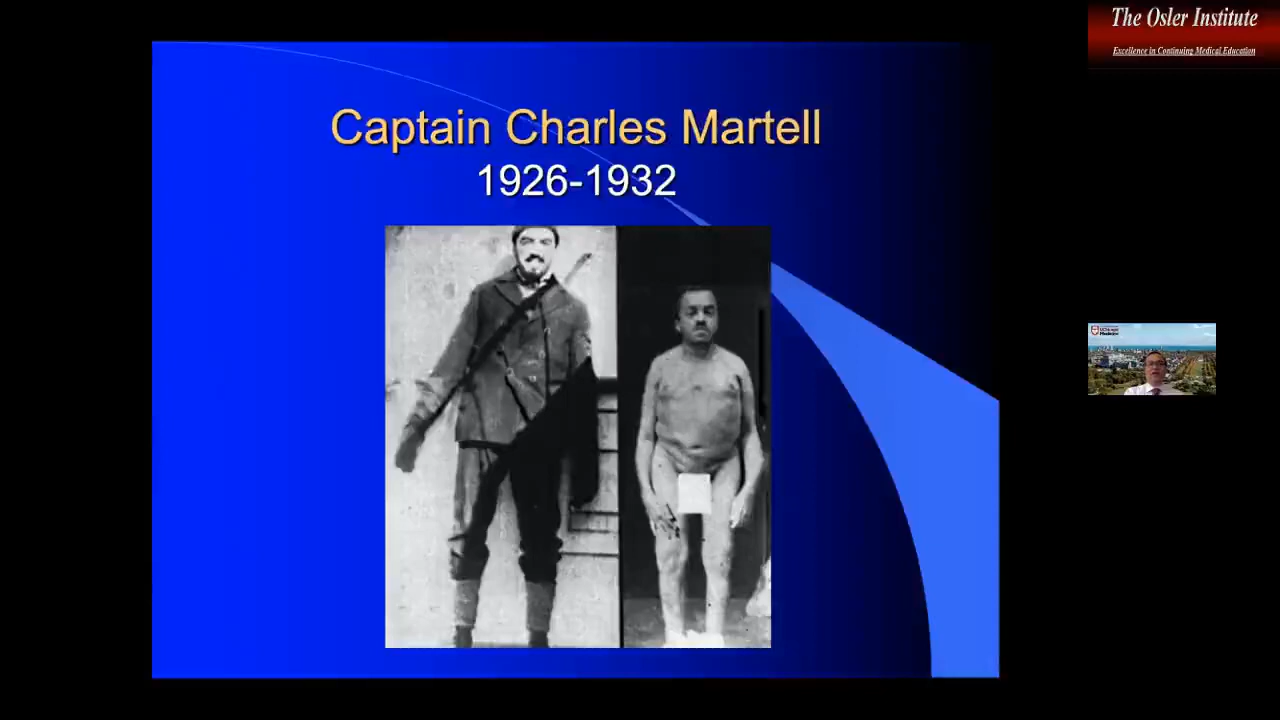 The Osler Institute
Excellence in Continuing Medical Education
Captain Charles Martell
1926-1932